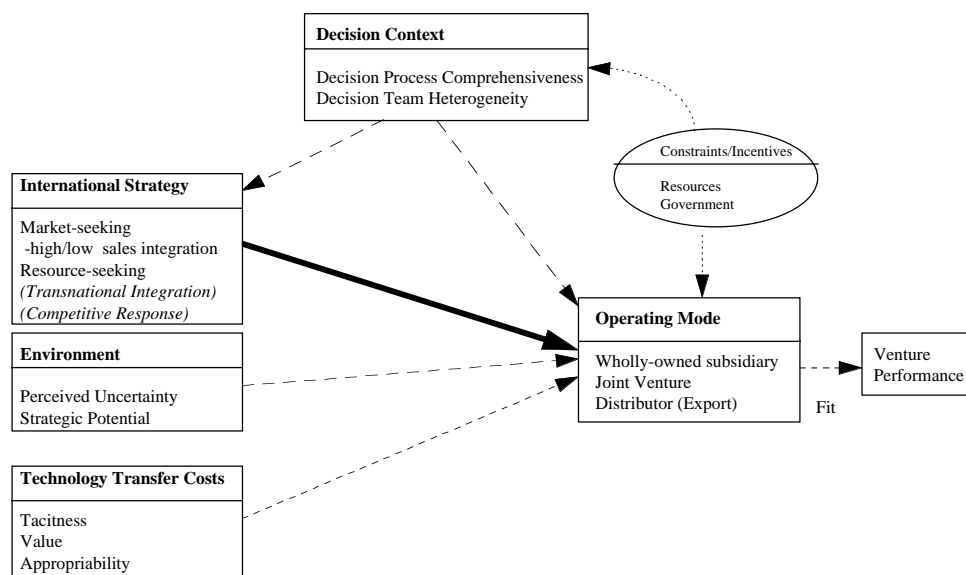 Decision Context
Decision Process Comprehensiveness
Decision Team Heterogeneity
Constraints/Incentives
Resources
Government
International Strategy
Market-seeking
-high/low sales integration
Resource-seeking
(Transnational Integration)
(Competitive Response)
Environment
Perceived Uncertainty
Strategic Potential
Technology Transfer Costs
Tacitness
Value
Appropriability
Operating Mode
Wholly-owned subsidiary
Joint Venture
Distributor (Export)
Fit
Venture
Performance